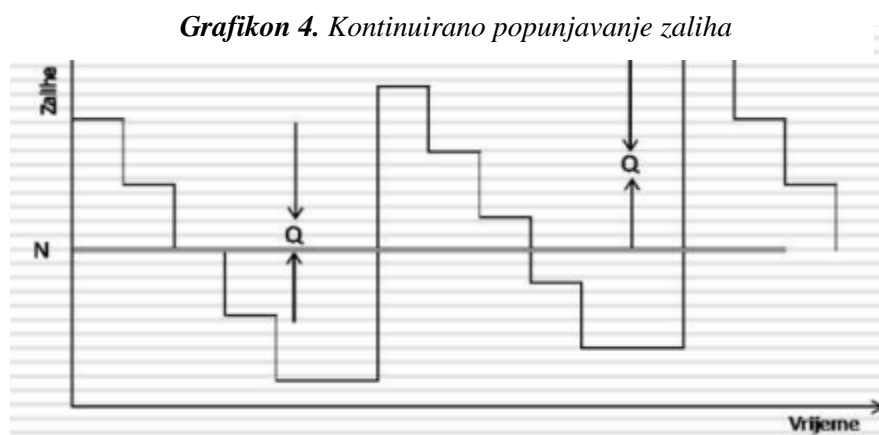 Grafikon 4. Kontinuirano popunjavanje zaliha
Zalihe
Q
Q
N
Vrijeme